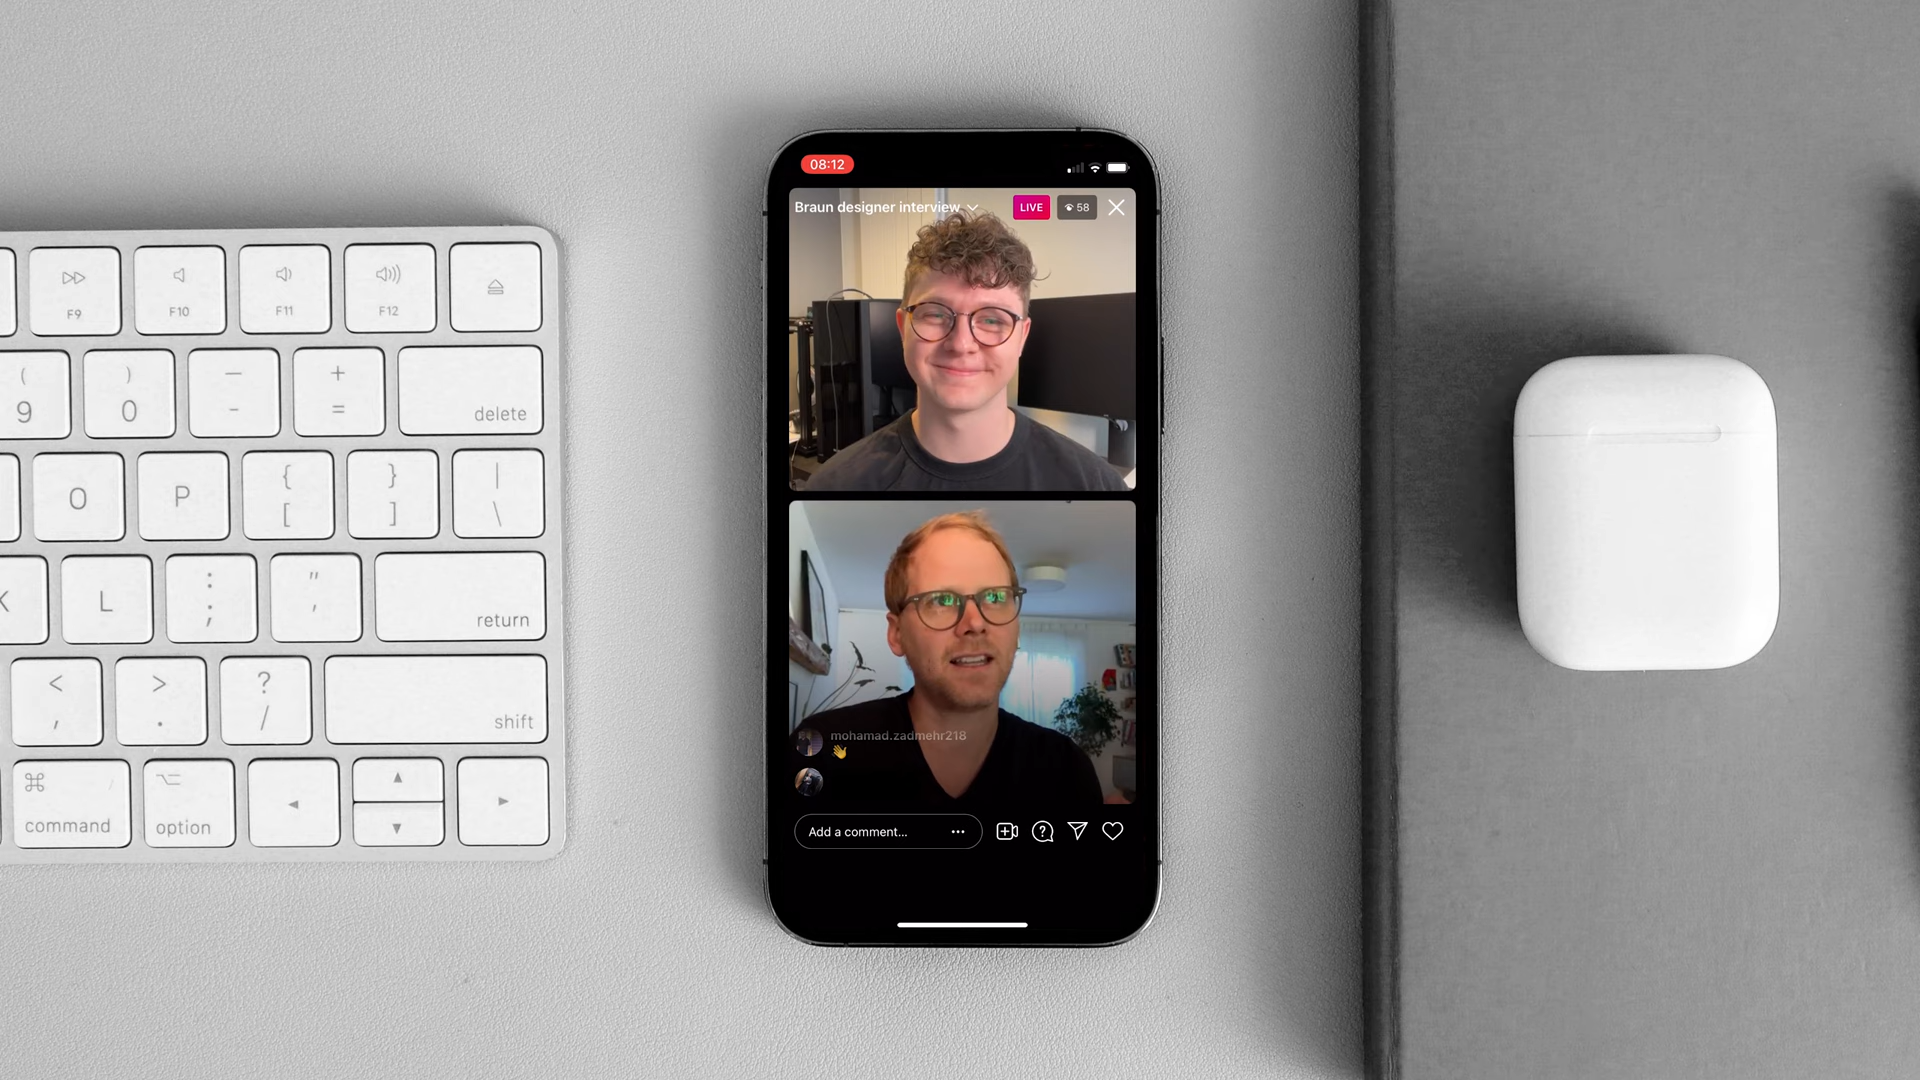 08:12
Braun designer interview
LIVE
58
mohamad.zadmehr218
👋
Add a comment...
F9
F10
F11
F12
(
9
)
0
—
-
+
=
delete
O
P
{
[
}
]
|
\
K
L
:
;
"
'
return
<
,
>
.
?
/
shift
⌘
command
⌥
option
◀
▲
▼
▶